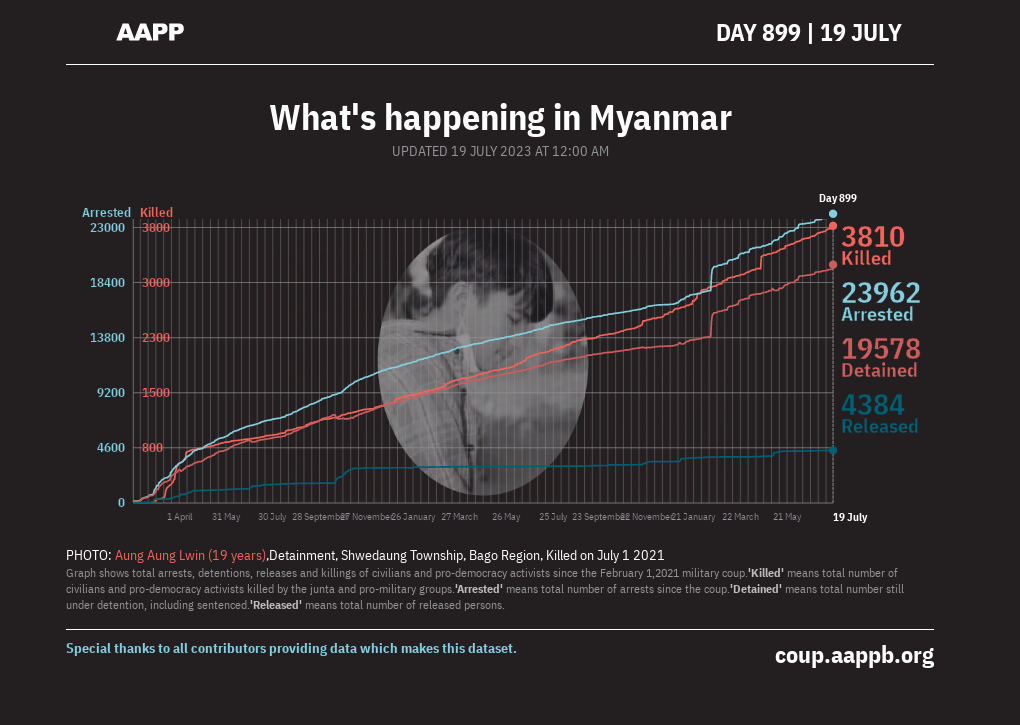 AAPP
DAY 899 | 19 JULY
What's happening in Myanmar
UPDATED 19 JULY 2023 AT 12:00 AM
Day 899
Arrested Killed
23000 3800
3810
Killed
18400 3000
23962
Arrested
13800 2300
19578
Detained
9200 1500
4384
Released
4600 800
0
1 April 31 May 30 July 28 September 27 November 26 January 27 March 26 May 25 July 23 September 22 November 21 January 22 March 21 May 19 July
PHOTO: Aung Aung Lwin (19 years),Detainment, Shwedaung Township, Bago Region, Killed on July 1 2021
Graph shows total arrests, detentions, releases and killings of civilians and pro-democracy activists since the February 1,2021 military coup.'Killed' means total number of
civilians and pro-democracy activists killed by the junta and pro-military groups.'Arrested' means total number of arrests since the coup.'Detained' means total number still
under detention, including sentenced.'Released' means total number of released persons.
Special thanks to all contributors providing data which makes this dataset.
coup.aappb.org